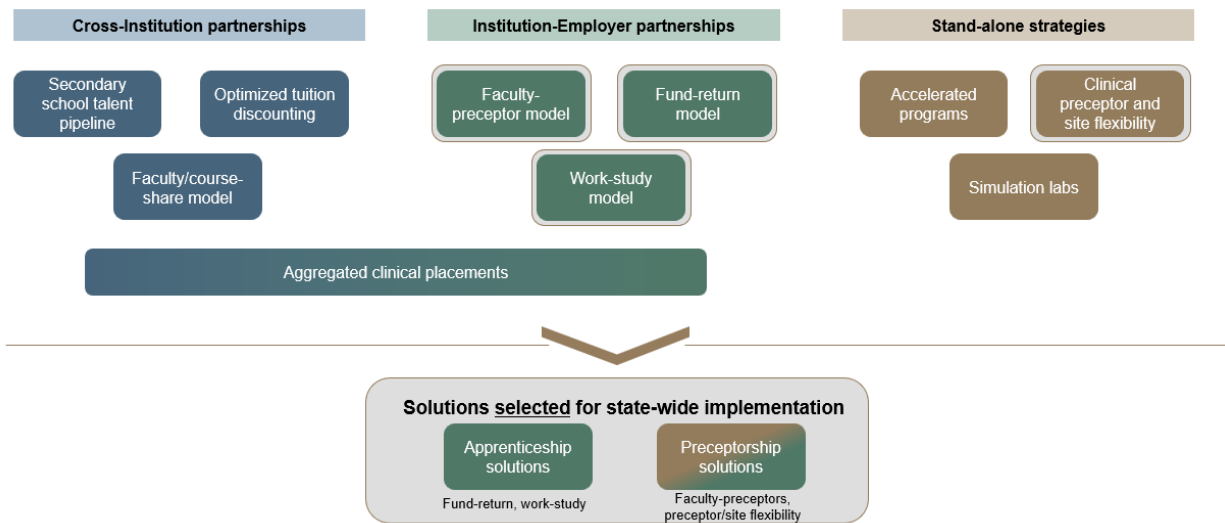 Cross-Institution partnerships
Institution-Employer partnerships
Stand-alone strategies
Secondary
school talent
pipeline
Optimized tuition
discounting
Faculty-
preceptor model
Fund-return
model
Accelerated
programs
Clinical
preceptor and
site flexibility
Faculty/course-
share model
Work-study
model
Simulation labs
Aggregated clinical placements
Solutions selected for state-wide implementation
Apprenticeship
solutions
Preceptorship
solutions
Fund-return, work-study
Faculty-preceptors,
preceptor/site flexibility